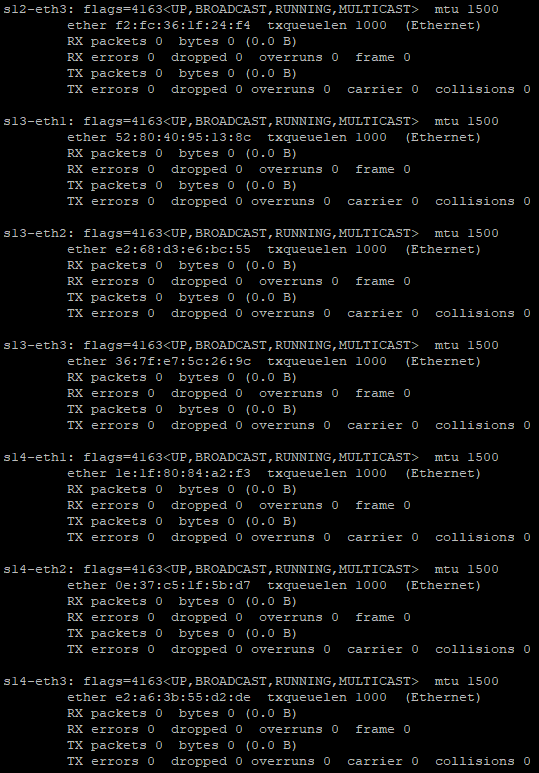 s12-eth3: flags=4163<UP,BROADCAST,RUNNING,MULTICAST>  mtu 1500
        ether f2:fc:36:1f:24:f4  txqueuelen 1000  (Ethernet)
        RX packets 0  bytes 0 (0.0 B)
        RX errors 0  dropped 0  overruns 0  frame 0
        TX packets 0  bytes 0 (0.0 B)
        TX errors 0  dropped 0 overruns 0  carrier 0  collisions 0

s13-eth1: flags=4163<UP,BROADCAST,RUNNING,MULTICAST>  mtu 1500
        ether 52:80:40:95:13:8c  txqueuelen 1000  (Ethernet)
        RX packets 0  bytes 0 (0.0 B)
        RX errors 0  dropped 0  overruns 0  frame 0
        TX packets 0  bytes 0 (0.0 B)
        TX errors 0  dropped 0 overruns 0  carrier 0  collisions 0

s13-eth2: flags=4163<UP,BROADCAST,RUNNING,MULTICAST>  mtu 1500
        ether e2:68:d3:e6:bc:55  txqueuelen 1000  (Ethernet)
        RX packets 0  bytes 0 (0.0 B)
        RX errors 0  dropped 0  overruns 0  frame 0
        TX packets 0  bytes 0 (0.0 B)
        TX errors 0  dropped 0 overruns 0  carrier 0  collisions 0

s13-eth3: flags=4163<UP,BROADCAST,RUNNING,MULTICAST>  mtu 1500
        ether 36:7f:e7:5c:26:9c  txqueuelen 1000  (Ethernet)
        RX packets 0  bytes 0 (0.0 B)
        RX errors 0  dropped 0  overruns 0  frame 0
        TX packets 0  bytes 0 (0.0 B)
        TX errors 0  dropped 0 overruns 0  carrier 0  collisions 0

s14-eth1: flags=4163<UP,BROADCAST,RUNNING,MULTICAST>  mtu 1500
        ether 1e:1f:80:84:a2:f3  txqueuelen 1000  (Ethernet)
        RX packets 0  bytes 0 (0.0 B)
        RX errors 0  dropped 0  overruns 0  frame 0
        TX packets 0  bytes 0 (0.0 B)
        TX errors 0  dropped 0 overruns 0  carrier 0  collisions 0

s14-eth2: flags=4163<UP,BROADCAST,RUNNING,MULTICAST>  mtu 1500
        ether 0e:37:c5:1f:5b:d7  txqueuelen 1000  (Ethernet)
        RX packets 0  bytes 0 (0.0 B)
        RX errors 0  dropped 0  overruns 0  frame 0
        TX packets 0  bytes 0 (0.0 B)
        TX errors 0  dropped 0 overruns 0  carrier 0  collisions 0

s14-eth3: flags=4163<UP,BROADCAST,RUNNING,MULTICAST>  mtu 1500
        ether e2:a6:3b:55:d2:de  txqueuelen 1000  (Ethernet)
        RX packets 0  bytes 0 (0.0 B)
        RX errors 0  dropped 0  overruns 0  frame 0
        TX packets 0  bytes 0 (0.0 B)
        TX errors 0  dropped 0 overruns 0  carrier 0  collisions 0